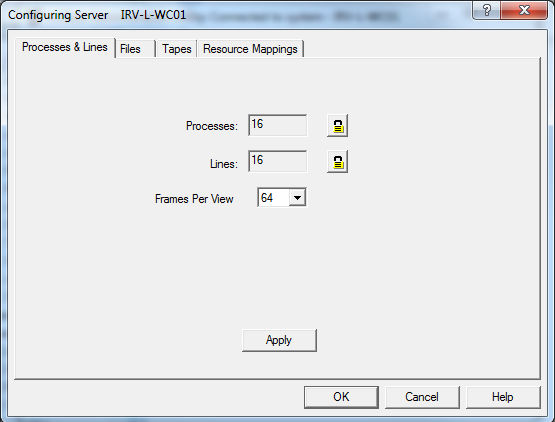 Configuring Server IRV-L-WC01
Processes & Lines Files Tapes Resource Mappings
Processes: 16
Lines: 16
Frames Per View 64
Apply
OK Cancel Help